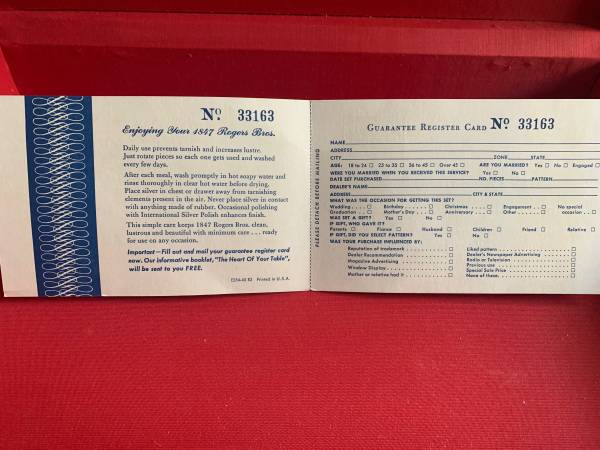 Nº 33163
Enjoying Your 1847 Rogers Bros.
Daily use prevents tarnish and increases lustre.
Just rotate pieces so each one gets used and washed
every few days.
After each meal, wash promptly in hot soapy water and
rinse thoroughly in clear hot water before drying.
Place silver in chest or drawer away from tarnishing
elements present in the air. Never place silver in contact
with anything made of rubber. Occasional polishing
with International Silver Polish enhances finish.
This simple care keeps 1847 Rogers Bros. clean,
lustrous and beautiful with minimum care . . . ready
for use on any occasion.
Important—Fill out and mail your guarantee register card
now. Our informative booklet, "The Heart Of Your Table",
will be sent to you FREE.
Printed in U.S.A.
PLEASE DETACH BEFORE MAILING
GUARANTEE REGISTER CARD Nº 33163
NAME
ADDRESS
CITY ZONE STATE
AGE: 18 to 24 □ 25 to 35 □ 36 to 45 □ Over 45 □ ARE YOU MARRIED? Yes □ No □ Engaged □
WERE YOU MARRIED WHEN YOU RECEIVED THIS SERVICE? Yes □ No □
DATE SET PURCHASED NO. PIECES PATTERN
DEALER'S NAME
ADDRESS CITY & STATE
WHAT WAS THE OCCASION FOR GETTING THIS SET?
Wedding . . . . □ Birthday . . . . . . □ Christmas . . . . □ Engagement . . □ No special
Graduation . . □ Mother's Day . . . □ Anniversary . . . □ Other . . . . . □ occasion . . □
WAS SET A GIFT? Yes □ No □
IF GIFT, WHO GAVE IT?
Parents □ Fiance □ Husband □ Children □ Friend □ Relative □
IF GIFT, DID YOU SELECT PATTERN? Yes □ No □
WAS YOUR PURCHASE INFLUENCED BY:
Reputation of trademark □ Liked pattern □
Dealer Recommendation □ Dealer's Newspaper Advertising □
Magazine Advertising □ Radio or Television □
Window Display □ Previous use □
Mother or relative had it □ Special Sale Price □
None of these □